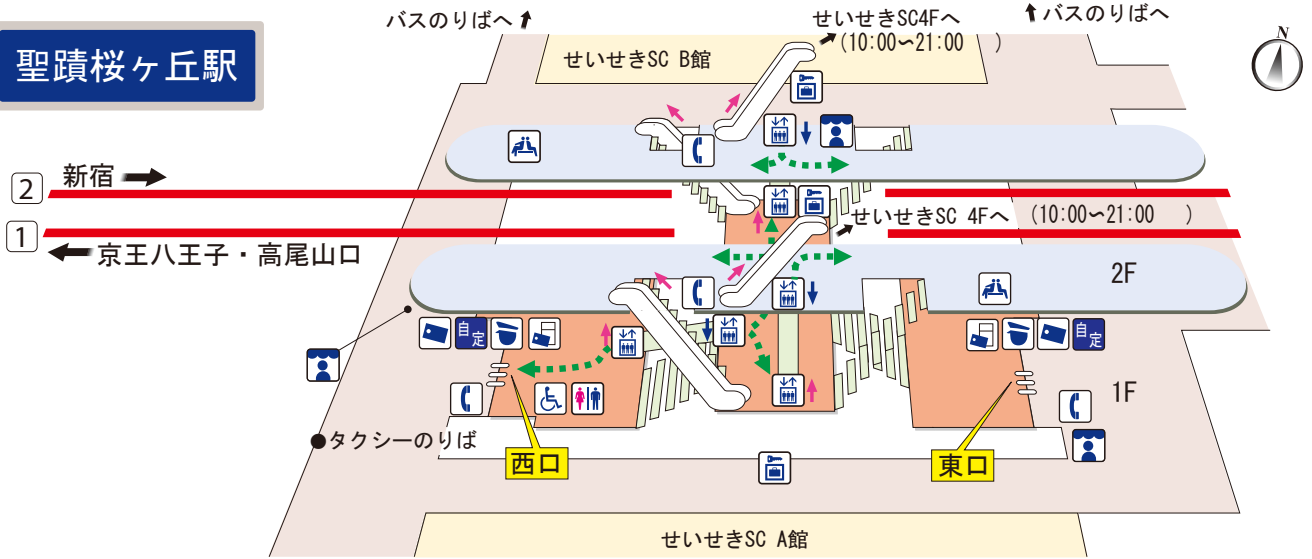 バスのりばへ
せいせきSC4Fへ
(10:00〜21:00 )
バスのりばへ
N
聖蹟桜ヶ丘駅
せいせきSC B館
2 新宿
せいせきSC 4Fへ (10:00〜21:00 )
1
京王八王子・高尾山口
2F
自定
自定
1F
タクシーのりば
西口
東口
せいせきSC A館